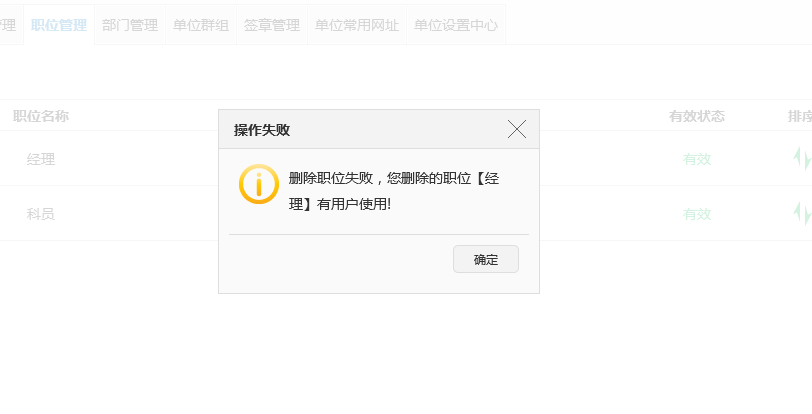 管理 职位管理 部门管理 单位群组 签章管理 单位常用网址 单位设置中心
职位名称 有效状态 排序
操作失败
经理 有效
删除职位失败，您删除的职位【经
理】有用户使用!
科员 有效
确定